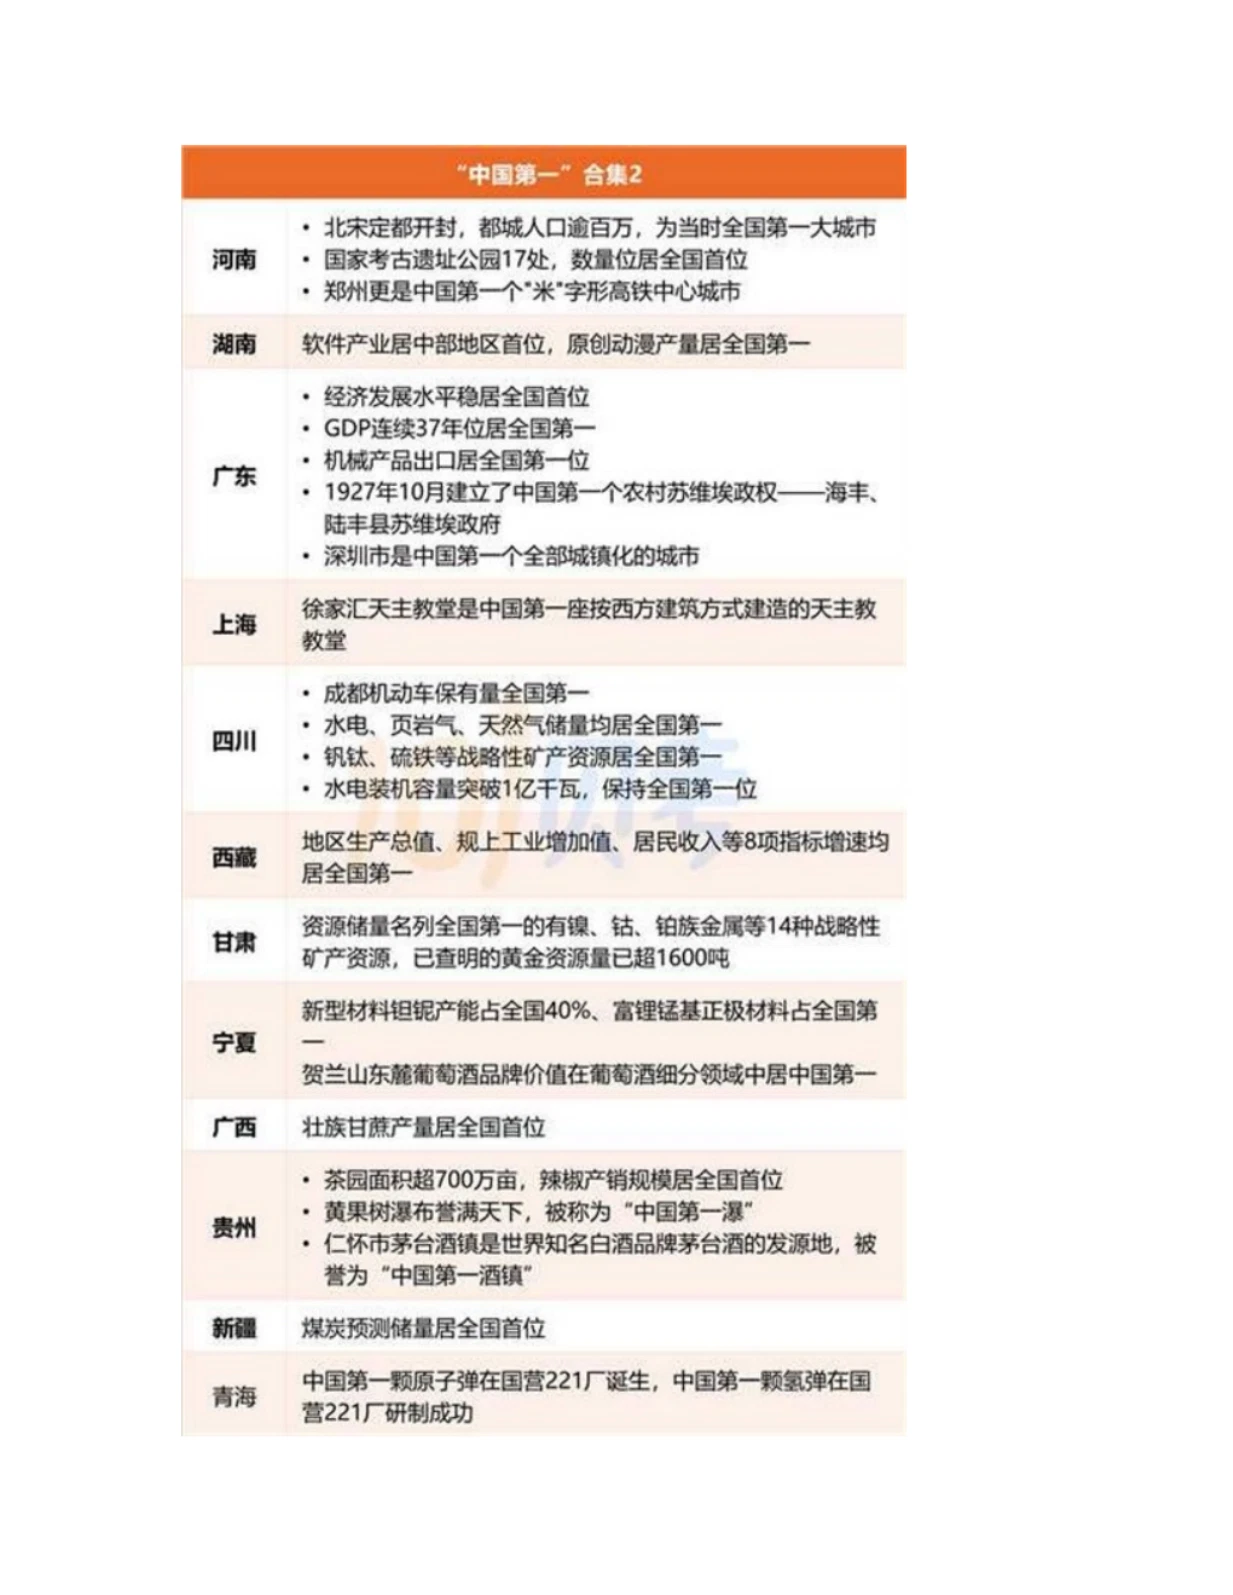 “中国第一”合集2
河南
• 北宋定都开封，都城人口逾百万，为当时全国第一大城市
• 国家考古遗址公园17处，数量位居全国首位
• 郑州更是中国第一个"米"字形高铁中心城市
湖南
软件产业居中部地区首位，原创动漫产量居全国第一
广东
• 经济发展水平稳居全国首位
• GDP连续37年位居全国第一
• 机械产品出口居全国第一位
• 1927年10月建立了中国第一个农村苏维埃政权——海丰、
陆丰县苏维埃政府
• 深圳市是中国第一个全部城镇化的城市
上海
徐家汇天主教堂是中国第一座按西方建筑方式建造的天主教
教堂
四川
• 成都机动车保有量全国第一
• 水电、页岩气、天然气储量均居全国第一
• 钒钛、硫铁等战略性矿产资源居全国第一
• 水电装机容量突破1亿千瓦，保持全国第一位
西藏
地区生产总值、规上工业增加值、居民收入等8项指标增速均
居全国第一
甘肃
资源储量名列全国第一的有镍、钴、铂族金属等14种战略性
矿产资源，已查明的黄金资源量已超1600吨
宁夏
新型材料钽铌产能占全国40%、富锂锰基正极材料占全国第
一
贺兰山东麓葡萄酒品牌价值在葡萄酒细分领域中居中国第一
广西
壮族甘蔗产量居全国首位
贵州
• 茶园面积超700万亩，辣椒产销规模居全国首位
• 黄果树瀑布誉满天下，被称为“中国第一瀑”
• 仁怀市茅台酒镇是世界知名白酒品牌茅台酒的发源地，被
誉为“中国第一酒镇”
新疆
煤炭预测储量居全国首位
青海
中国第一颗原子弹在国营221厂诞生，中国第一颗氢弹在国
营221厂研制成功